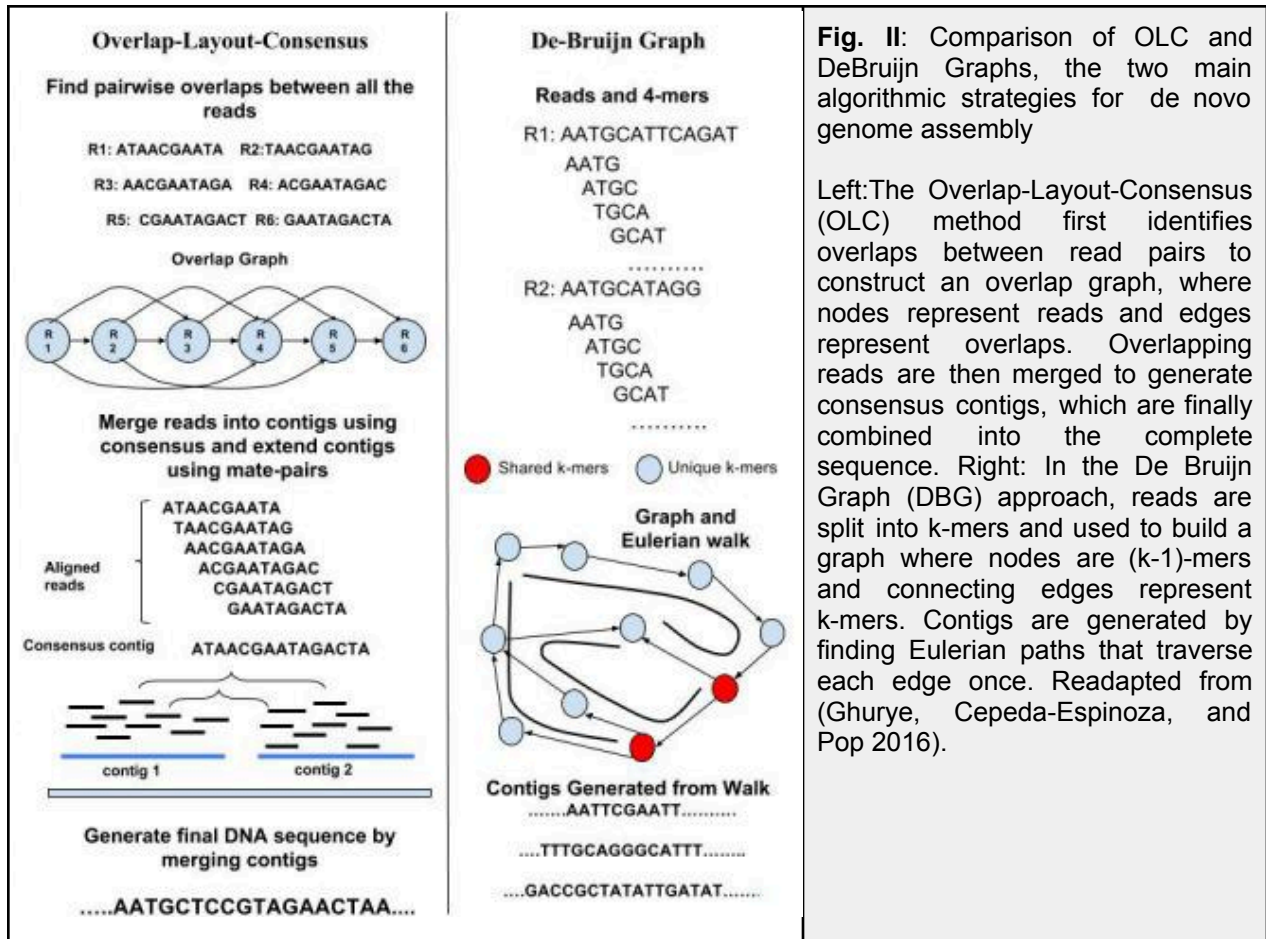 Overlap-Layout-Consensus
Find pairwise overlaps between all the
reads
R1: ATAACGAATA R2:TAACGAATAG
R3: AACGAATAGA R4: ACGAATAGAC
R5: CGAATAGACT R6: GAATAGACTA
Overlap Graph
R R R R R R
1 2 3 4 5 6
Merge reads into contigs using
consensus and extend contigs
using mate-pairs
Aligned
reads
ATAACGAATA
TAACGAATAG
AACGAATAGA
ACGAATAGAC
CGAATAGACT
GAATAGACTA
Consensus contig ATAACGAATAGACTA
contig 1 contig 2
Generate final DNA sequence by
merging contigs
.....AATGCTCCGTAGAACTAA....
De-Bruijn Graph
Reads and 4-mers
R1: AATGCATTCAGAT
AATG
ATGC
TGCA
GCAT
..........
R2: AATGCATAGG
AATG
ATGC
TGCA
GCAT
..........
Shared k-mers Unique k-mers
Graph and
Eulerian walk
Contigs Generated from Walk
.......AATTCGAATT..........
....TTTGCAGGGCATTT........
....GACCGCTATATTGATAT.......
Fig. II: Comparison of OLC and
DeBruijn Graphs, the two main
algorithmic strategies for de novo
genome assembly
Left:The Overlap-Layout-Consensus
(OLC) method first identifies
overlaps between read pairs to
construct an overlap graph, where
nodes represent reads and edges
represent overlaps. Overlapping
reads are then merged to generate
consensus contigs, which are finally
combined into the complete
sequence. Right: In the De Bruijn
Graph (DBG) approach, reads are
split into k-mers and used to build a
graph where nodes are (k-1)-mers
and connecting edges represent
k-mers. Contigs are generated by
finding Eulerian paths that traverse
each edge once. Readapted from
(Ghurye, Cepeda-Espinoza, and
Pop 2016).